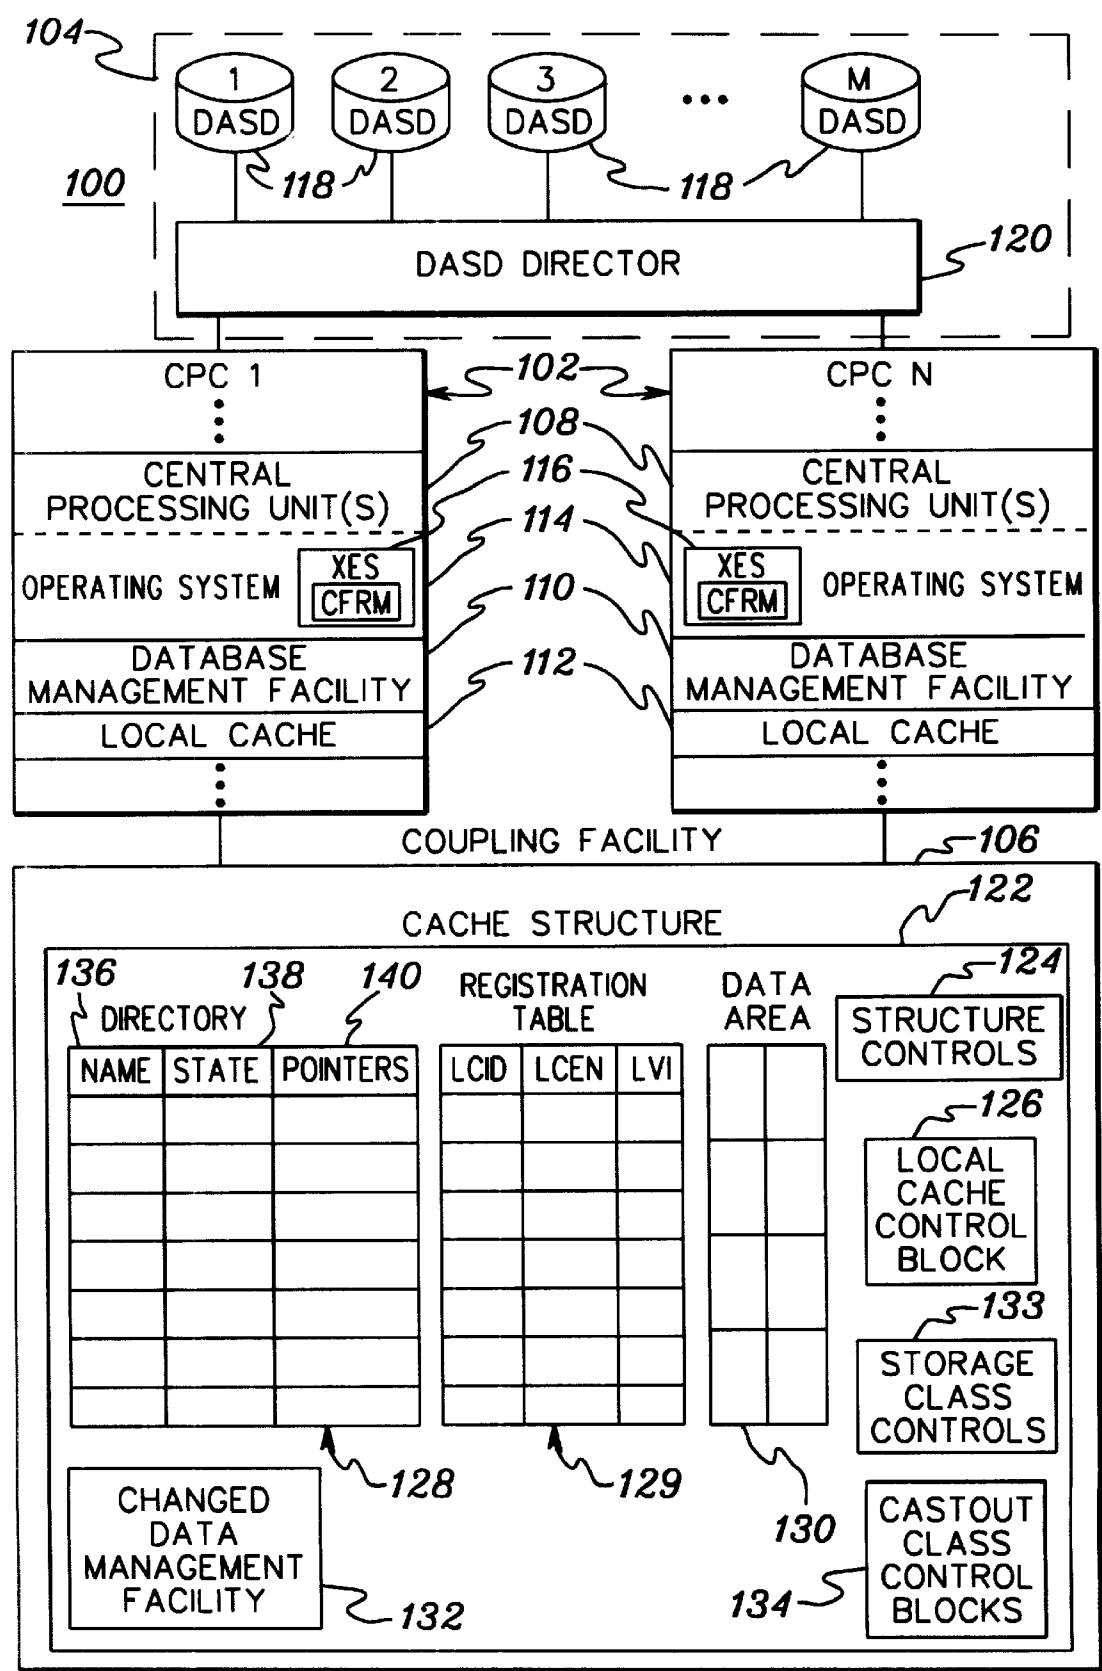 104
1
DASD
2
DASD
3
DASD
•••
M
DASD
118
118
100
120
DASD DIRECTOR
CPC 1
102
CPC N
108
CENTRAL
PROCESSING UNIT(S)
116
CENTRAL
PROCESSING UNIT(S)
114
OPERATING SYSTEM
XES
CFRM
XES
CFRM
OPERATING SYSTEM
110
DATABASE
MANAGEMENT FACILITY
112
DATABASE
MANAGEMENT FACILITY
LOCAL CACHE
LOCAL CACHE
COUPLING FACILITY
106
122
CACHE STRUCTURE
136
138
140
DIRECTORY
NAME STATE POINTERS
REGISTRATION
TABLE
LCID LCEN LVI
DATA
AREA
124
STRUCTURE
CONTROLS
126
LOCAL
CACHE
CONTROL
BLOCK
133
STORAGE
CLASS
CONTROLS
128
129
130
CHANGED
DATA
MANAGEMENT
FACILITY
132
134
CASTOUT
CLASS
CONTROL
BLOCKS